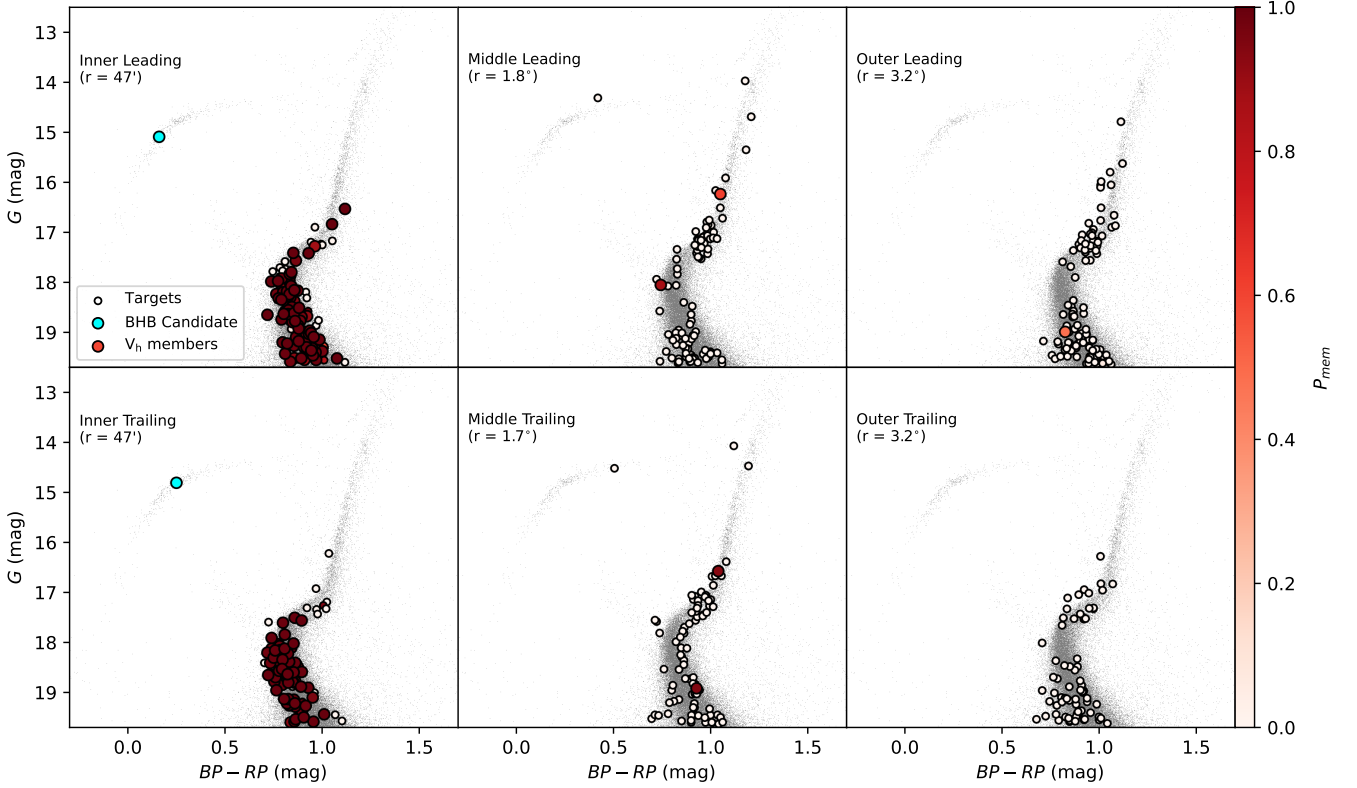 Inner Leading
(r = 47')
Middle Leading
(r = 1.8°)
Outer Leading
(r = 3.2°)
13
14
15
16
17
18
19
G (mag)
Targets
BHB Candidate
V_h members
Inner Trailing
(r = 47')
Middle Trailing
(r = 1.7°)
Outer Trailing
(r = 3.2°)
13
14
15
16
17
18
19
G (mag)
0.0
0.5
1.0
1.5
BP − RP (mag)
0.0
0.5
1.0
1.5
BP − RP (mag)
0.0
0.5
1.0
1.5
BP − RP (mag)
1.0
0.8
0.6
0.4
0.2
0.0
P_mem